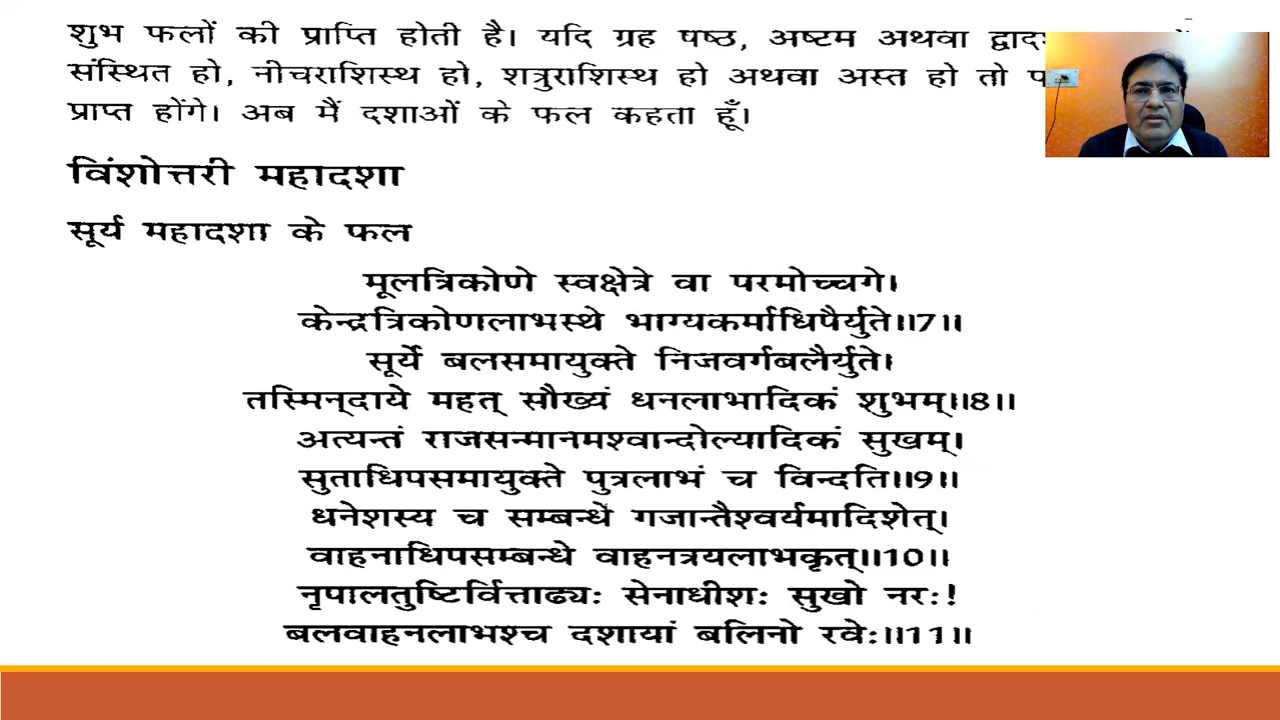 शुभ फलों की प्राप्ति होती है। यदि ग्रह षष्ठ, अष्टम अथवा
संस्थित हो, नीचराशिस्थ हो, शत्रुराशिस्थ हो अथवा अस्त हो तो
प्राप्त होंगे। अब मैं दशाओं के फल कहता हूँ।
विंशोत्तरी महादशा
सूर्य महादशा के फल
मूलत्रिकोणे स्वक्षेत्रे वा परमोच्चगे।
केन्द्रत्रिकोणलाभस्थे भाग्यकर्माधिपैर्युते।।7।।
सूर्ये बलसमायुक्ते निजवर्गबलैर्युते।
तस्मिन्दाये महत् सौख्यं धनलाभादिकं शुभम्।।8।।
अत्यन्तं राजसन्मानमश्वान्दोल्यादिकं सुखम्।
सुताधिपसमायुक्ते पुत्रलाभं च विन्दति।।9।।
धनेशस्य च सम्बन्धे गजान्तैश्वर्यमादिशेत्।
वाहनाधिपसम्बन्धे वाहनत्रयलाभकृत्।।10।।
नृपालतुष्टिर्वित्ताढ्यः सेनाधीशः सुखो नरः!
बलवाहनलाभश्च दशायां बलिनो रवेः।।11।।